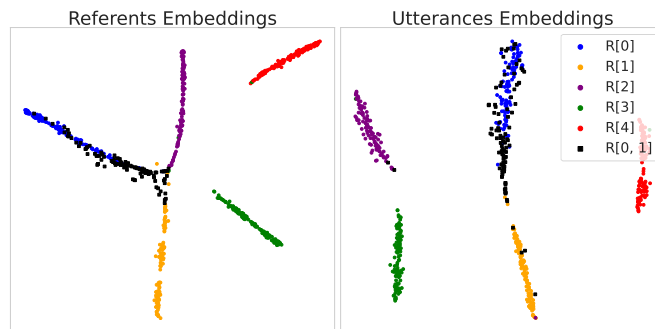 Referents Embeddings
Utterances Embeddings
R[0]
R[1]
R[2]
R[3]
R[4]
R[0, 1]